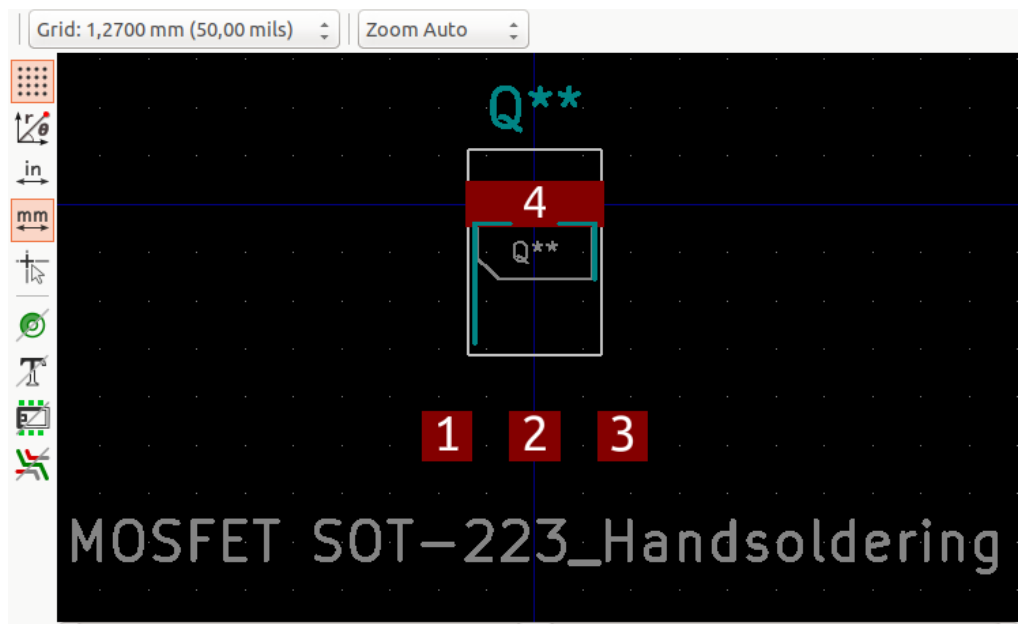 Grid: 1,2700 mm (50,00 mils) Zoom Auto
in
mm
Q**
4
Q**
1 2 3
MOSFET SOT-223_Handsoldering